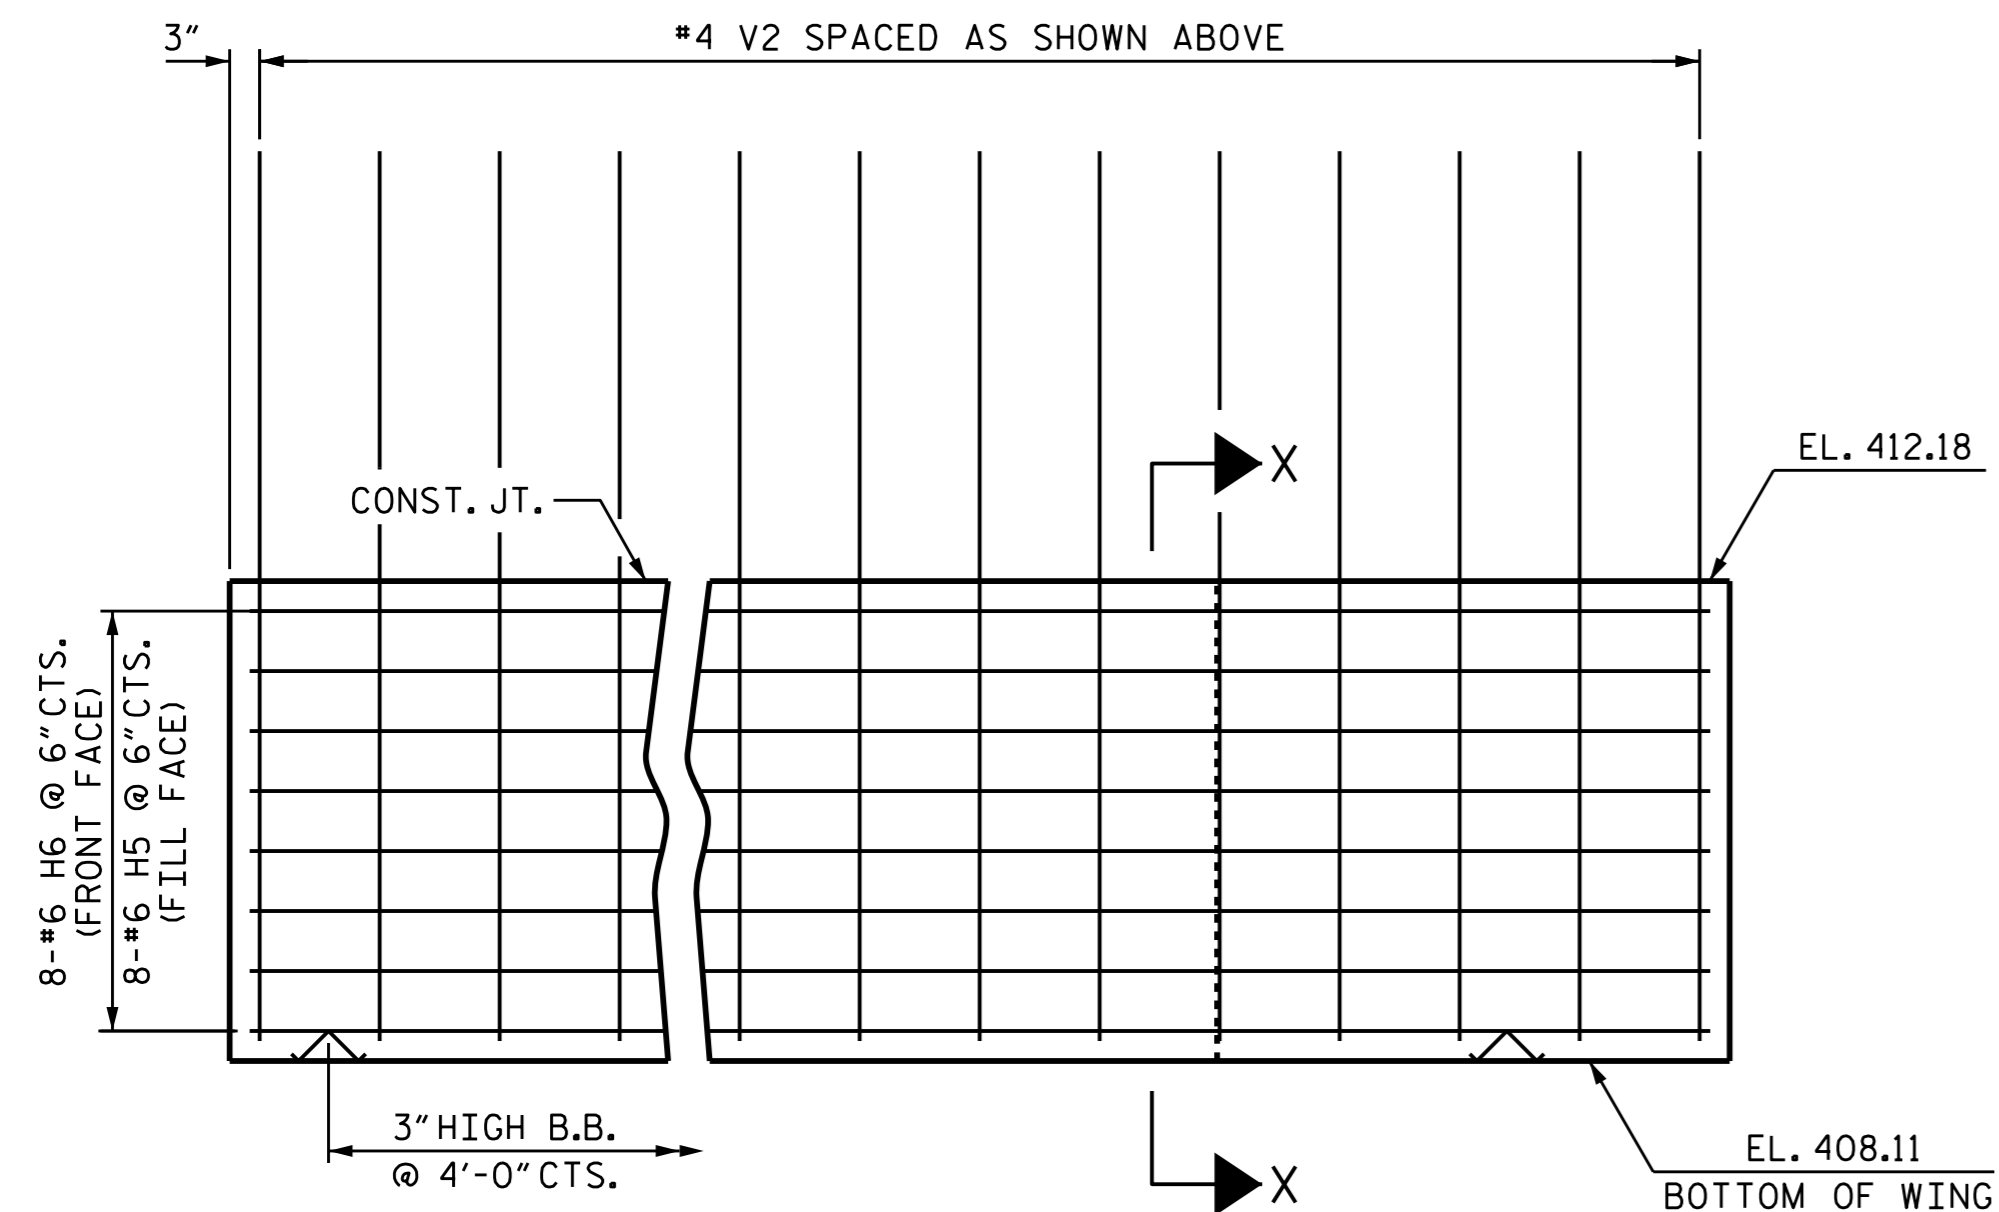 3"
#4 V2 SPACED AS SHOWN ABOVE
X
EL. 412.18
CONST. JT.
8-#6 H6 @ 6"CTS.
(FRONT FACE)
8-#6 H5 @ 6"CTS.
(FILL FACE)
3"HIGH B.B.
@ 4'-0"CTS.
X
EL. 408.11
BOTTOM OF WING